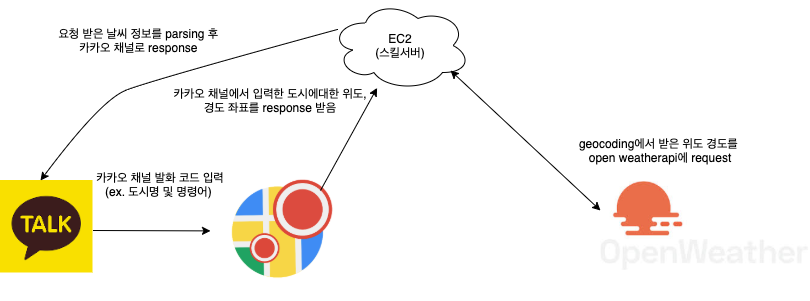 요청 받은 날씨 정보를 parsing 후
카카오 채널로 response
EC2
(스킬서버)
카카오 채널에서 입력한 도시에대한 위도,
경도 좌표를 response 받음
geocoding에서 받은 위도 경도를
open weatherapi에 request
카카오 채널 발화 코드 입력
(ex. 도시명 및 명령어)
TALK
OpenWeather